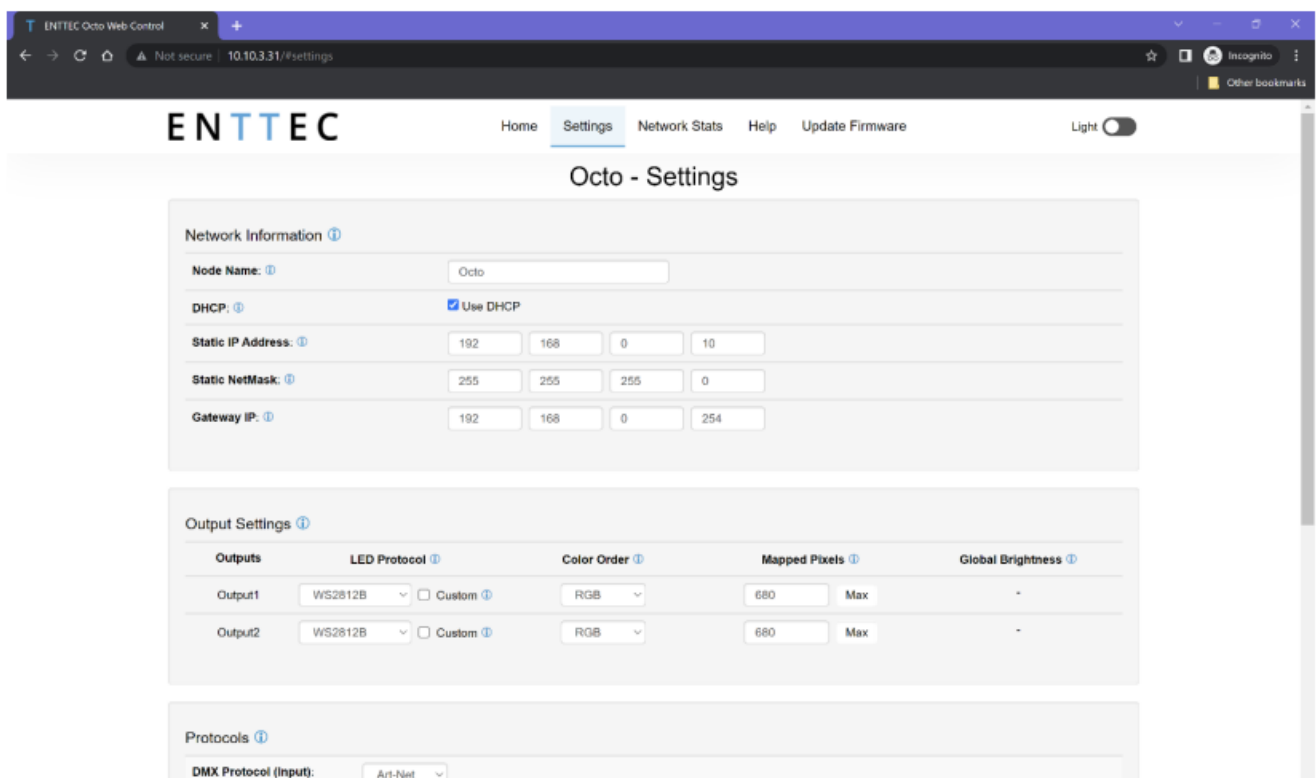 ENTTEC Octo Web Control
Not secure 10.10.3.31/#settings
Incognito
Other bookmarks
ENTTEC Home Settings Network Stats Help Update Firmware Light
Octo - Settings
Network Information
Node Name: Octo
DHCP: Use DHCP
Static IP Address: 192 168 0 10
Static NetMask: 255 255 255 0
Gateway IP: 192 168 0 254
Output Settings
Outputs LED Protocol Color Order Mapped Pixels Global Brightness
Output1 WS2812B Custom RGB 680 Max -
Output2 WS2812B Custom RGB 680 Max -
Protocols
DMX Protocol (Input): Art-Net